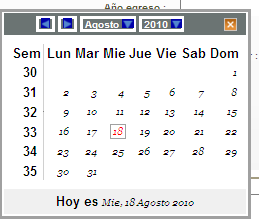 Año egreso :
Agosto 2010
Sem Lun Mar Mie Jue Vie Sab Dom
30 1
31 2 3 4 5 6 7 8
32 9 10 11 12 13 14 15
33 16 17 18 19 20 21 22
34 23 24 25 26 27 28 29
35 30 31
Hoy es Mie, 18 Agosto 2010